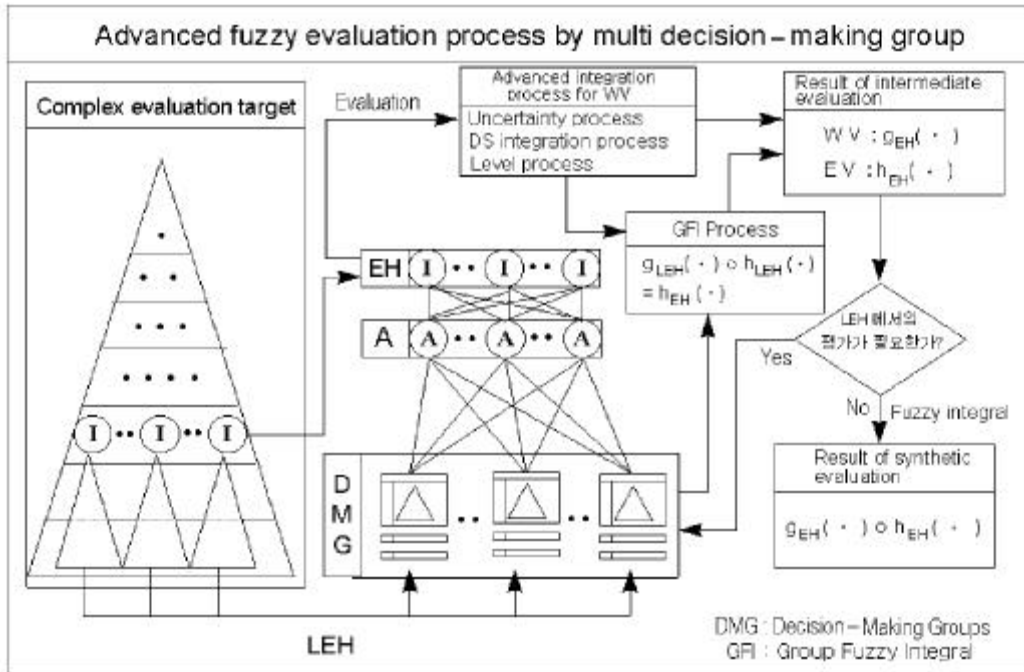 Advanced fuzzy evaluation process by multi decision-making group
Complex evaluation target
Evaluation
Advanced integration
process for WV
Uncertainty process
DS integration process
Level process
Result of intermediate
evaluation
WV : gEH( · )
EV : hEH( · )
GFI Process
gLEH( · ) o hLEH( · )
= hEH( · )
EH I ·· I ·· I
A A ·· A ·· A
I ·· I ·· I
LEH에서의
평가가 필요한가?
Yes
No
Fuzzy integral
Result of synthetic
evaluation
gEH( · ) o hEH( · )
D
M
G
LEH
DMG : Decision-Making Groups
GFI : Group Fuzzy Integral